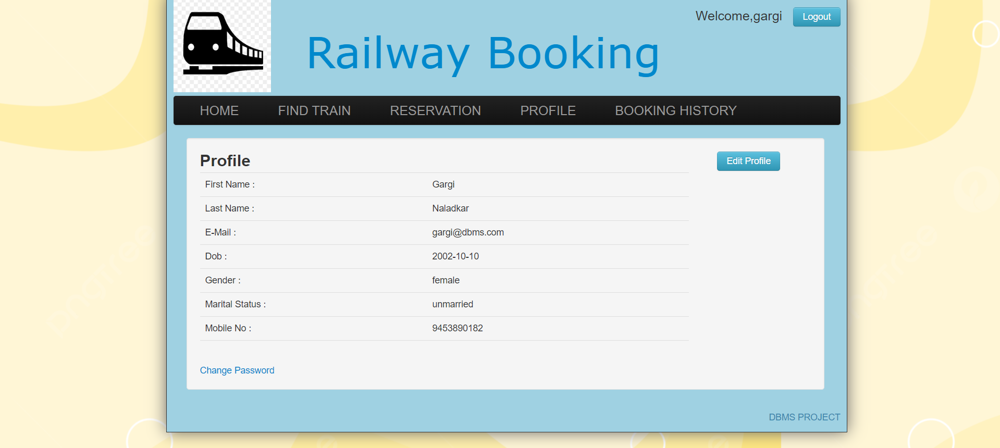 Welcome,gargi Logout
Railway Booking
HOME FIND TRAIN RESERVATION PROFILE BOOKING HISTORY
Profile Edit Profile
First Name : Gargi
Last Name : Naladkar
E-Mail : gargi@dbms.com
Dob : 2002-10-10
Gender : female
Marital Status : unmarried
Mobile No : 9453890182
Change Password
DBMS PROJECT
pngtree